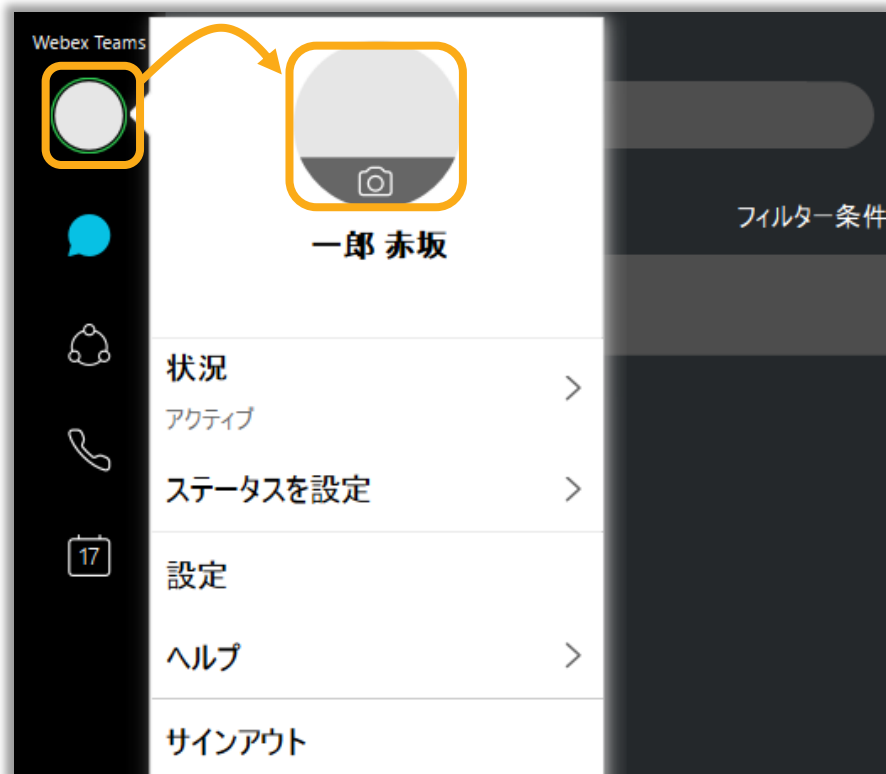 Webex Teams
一郎 赤坂
フィルター条件
状況
アクティブ
ステータスを設定
17
設定
ヘルプ
サインアウト